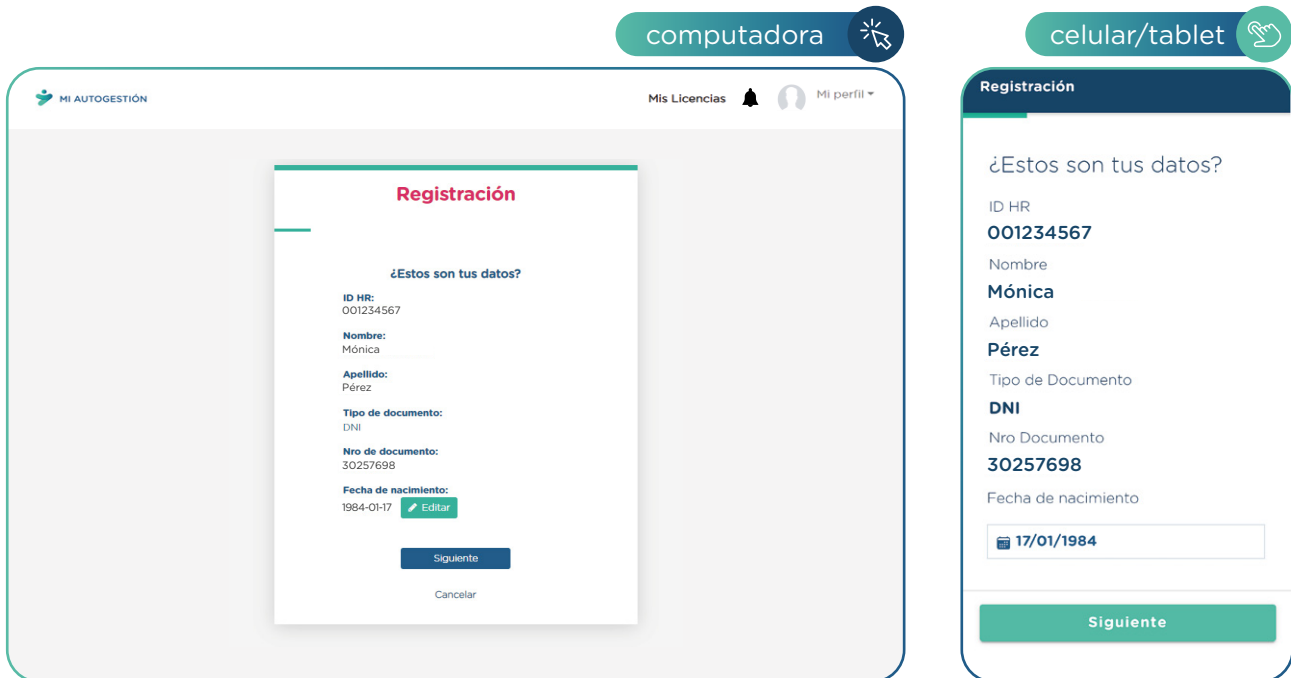 computadora
MI AUTOGESTIÓN
Mis Licencias
Mi perfil
Registración
¿Estos son tus datos?
ID HR:
001234567
Nombre:
Mónica
Apellido:
Pérez
Tipo de documento:
DNI
Nro de documento:
30257698
Fecha de nacimiento:
1984-01-17
Editar
Siguiente
Cancelar
celular/tablet
Registración
¿Estos son tus datos?
ID HR
001234567
Nombre
Mónica
Apellido
Pérez
Tipo de Documento
DNI
Nro Documento
30257698
Fecha de nacimiento
17/01/1984
Siguiente